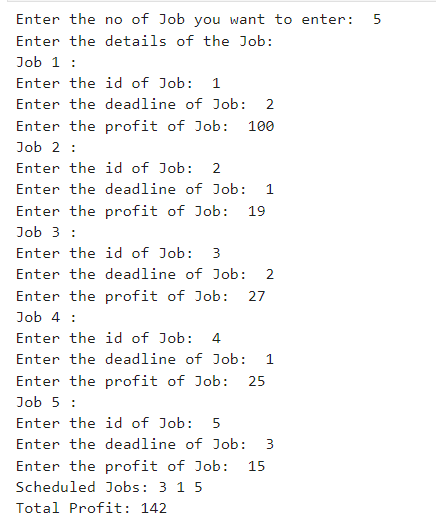 Enter the no of Job you want to enter:  5
Enter the details of the Job:
Job 1 :
Enter the id of Job:  1
Enter the deadline of Job:  2
Enter the profit of Job:  100
Job 2 :
Enter the id of Job:  2
Enter the deadline of Job:  1
Enter the profit of Job:  19
Job 3 :
Enter the id of Job:  3
Enter the deadline of Job:  2
Enter the profit of Job:  27
Job 4 :
Enter the id of Job:  4
Enter the deadline of Job:  1
Enter the profit of Job:  25
Job 5 :
Enter the id of Job:  5
Enter the deadline of Job:  3
Enter the profit of Job:  15
Scheduled Jobs: 3 1 5
Total Profit: 142